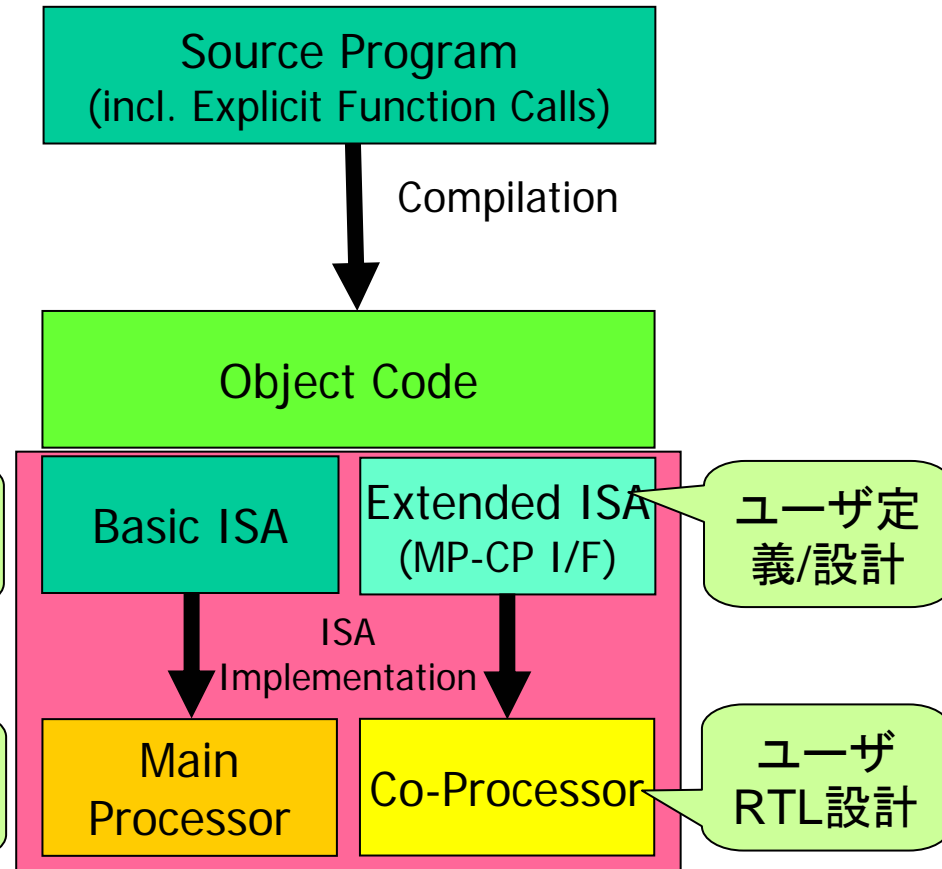 Source Program
(incl. Explicit Function Calls)
Compilation
Object Code
Basic ISA
Extended ISA
(MP-CP I/F)
ユーザ定
義/設計
ISA
Implementation
Main
Processor
Co-Processor
ユーザ
RTL設計